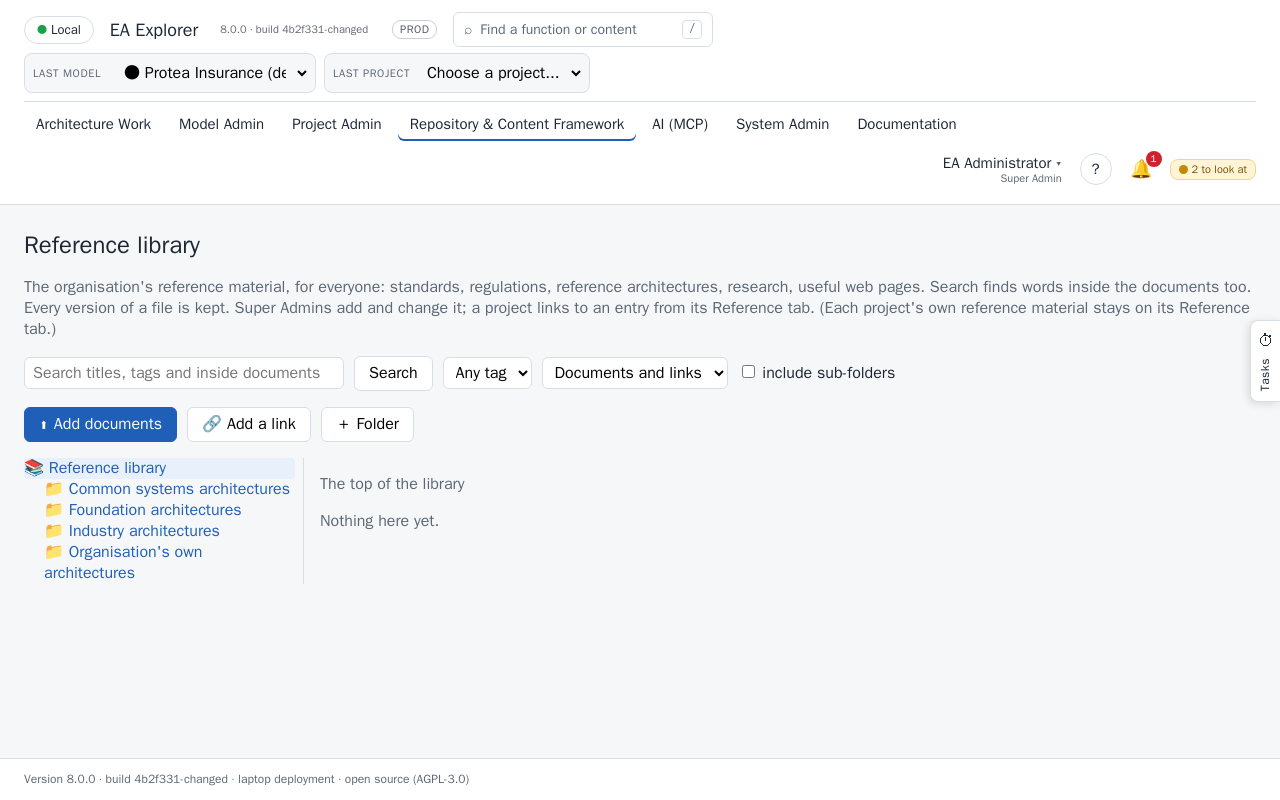 Local
EA Explorer
8.0.0 · build 4b2f331-changed
PROD
Find a function or content
/
LAST MODEL
Protea Insurance (de
LAST PROJECT
Choose a project...
Architecture Work
Model Admin
Project Admin
Repository & Content Framework
AI (MCP)
System Admin
Documentation
EA Administrator
Super Admin
?
1
2 to look at
Reference library
The organisation's reference material, for everyone: standards, regulations, reference architectures, research, useful web pages. Search finds words inside the documents too.
Every version of a file is kept. Super Admins add and change it; a project links to an entry from its Reference tab. (Each project's own reference material stays on its Reference
tab.)
Tasks
Search titles, tags and inside documents
Search
Any tag
Documents and links
include sub-folders
Add documents
Add a link
+ Folder
Reference library
Common systems architectures
Foundation architectures
Industry architectures
Organisation's own
architectures
The top of the library
Nothing here yet.
Version 8.0.0 · build 4b2f331-changed · laptop deployment · open source (AGPL-3.0)